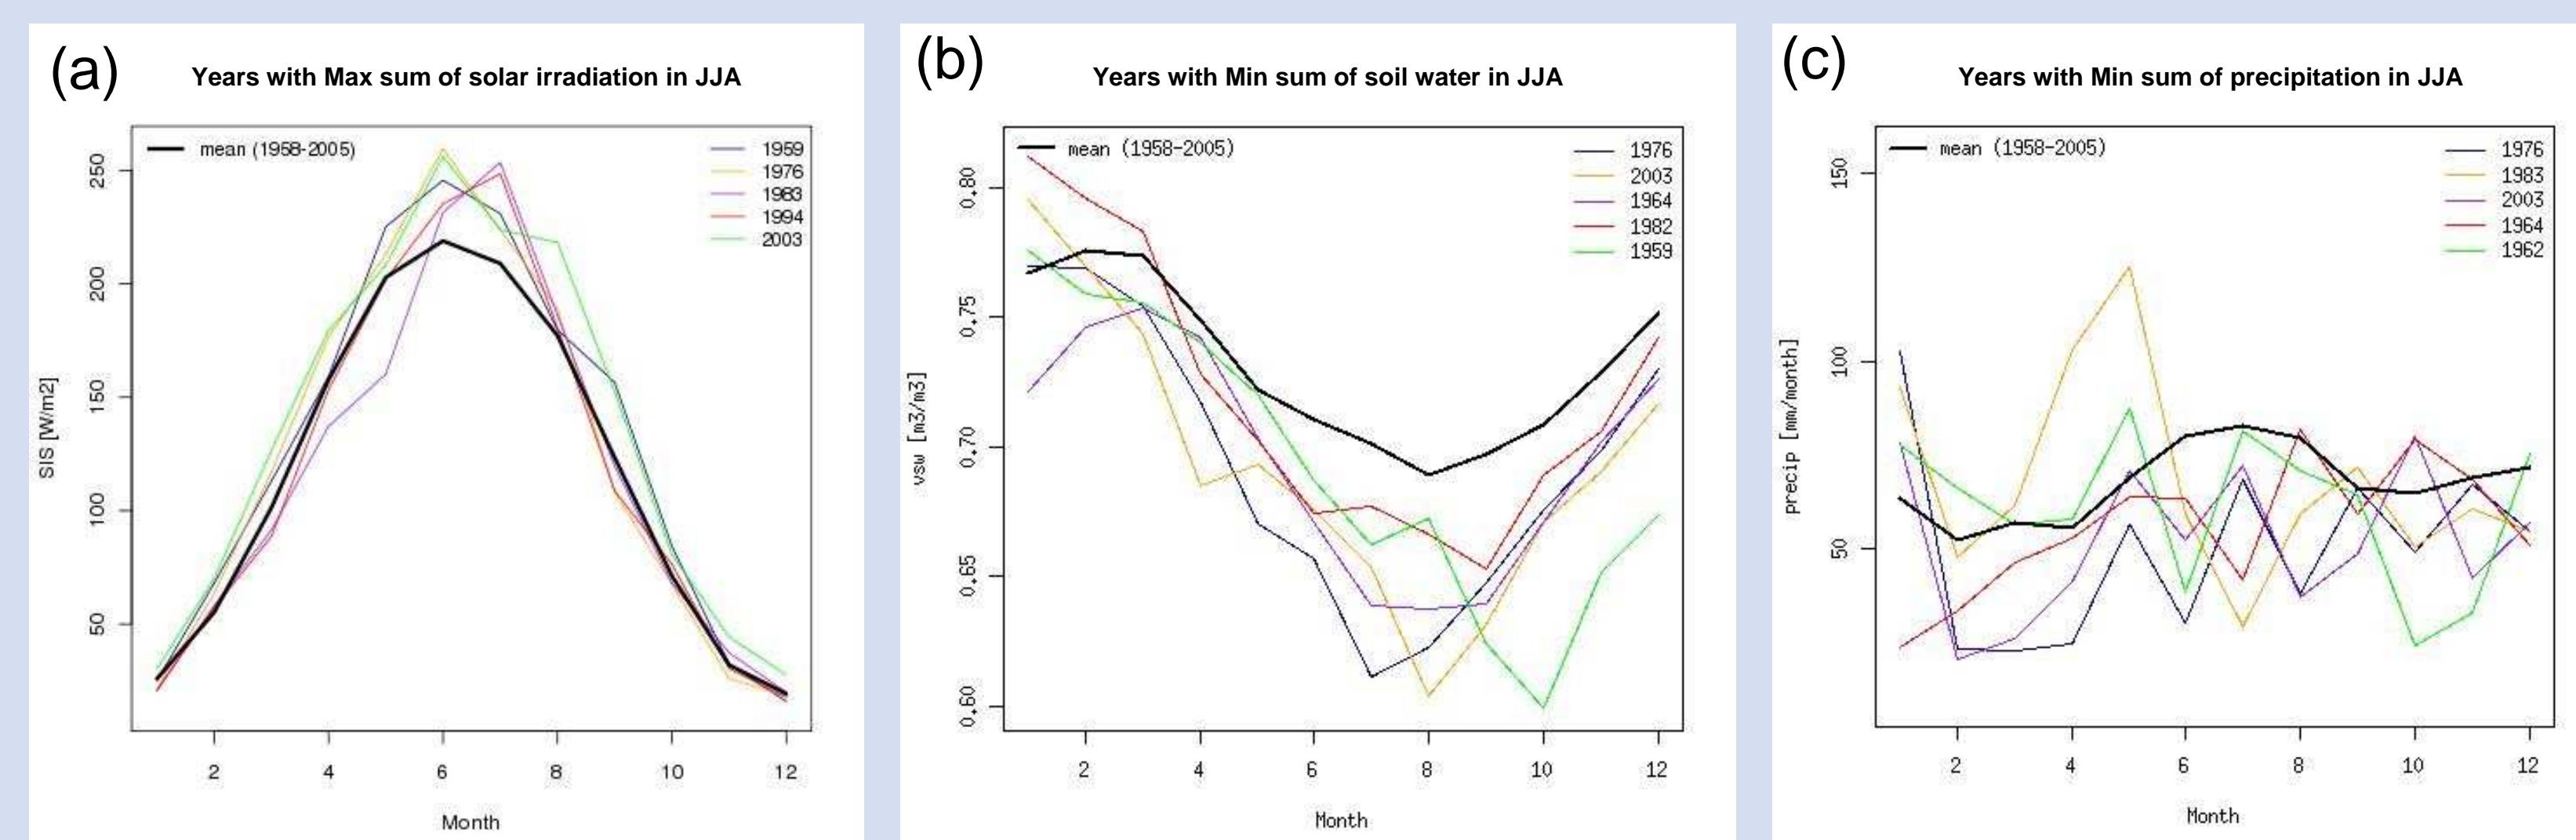 (a)
Years with Max sum of solar irradiation in JJA
mean (1958-2005)
1959
1976
1983
1994
2003
SIS [W/m2]
250
200
150
100
50
2 4 6 8 10 12
Month
(b)
Years with Min sum of soil water in JJA
mean (1958-2005)
1976
2003
1964
1982
1959
vsw [m3/m3]
0.80
0.75
0.70
0.65
0.60
2 4 6 8 10 12
Month
(c)
Years with Min sum of precipitation in JJA
mean (1958-2005)
1976
1983
2003
1964
1962
precip [mm/month]
150
100
50
2 4 6 8 10 12
Month